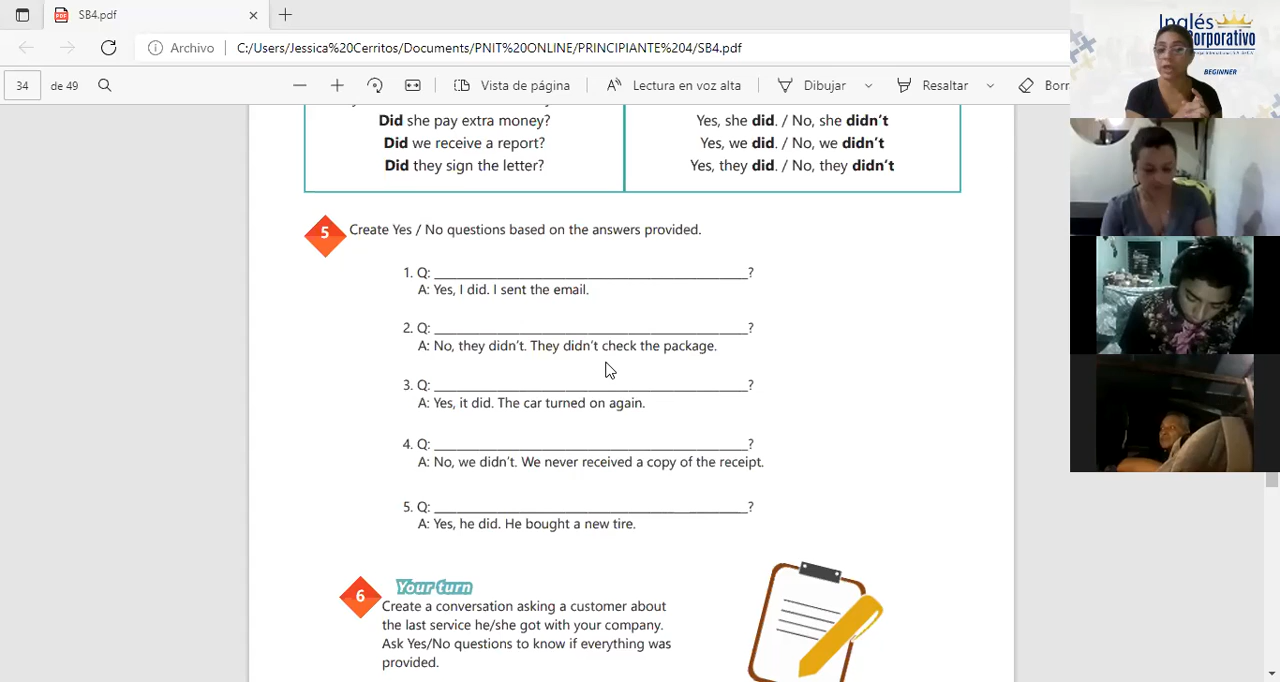 SB4.pdf
Archivo C:/Users/Jessica%20Cerritos/Documents/PNIT%20ONLINE/PRINCIPIANTE%204/SB4.pdf
34 de 49 Vista de página Lectura en voz alta Dibujar Resaltar
Inglés
Corporativo
BEGINNER
Did she pay extra money? Yes, she did. / No, she didn't
Did we receive a report? Yes, we did. / No, we didn't
Did they sign the letter? Yes, they did. / No, they didn't
5 Create Yes / No questions based on the answers provided.
1. Q: ?
A: Yes, I did. I sent the email.
2. Q: ?
A: No, they didn't. They didn't check the package.
3. Q: ?
A: Yes, it did. The car turned on again.
4. Q: ?
A: No, we didn't. We never received a copy of the receipt.
5. Q: ?
A: Yes, he did. He bought a new tire.
6 Your turn
Create a conversation asking a customer about
the last service he/she got with your company.
Ask Yes/No questions to know if everything was
provided.